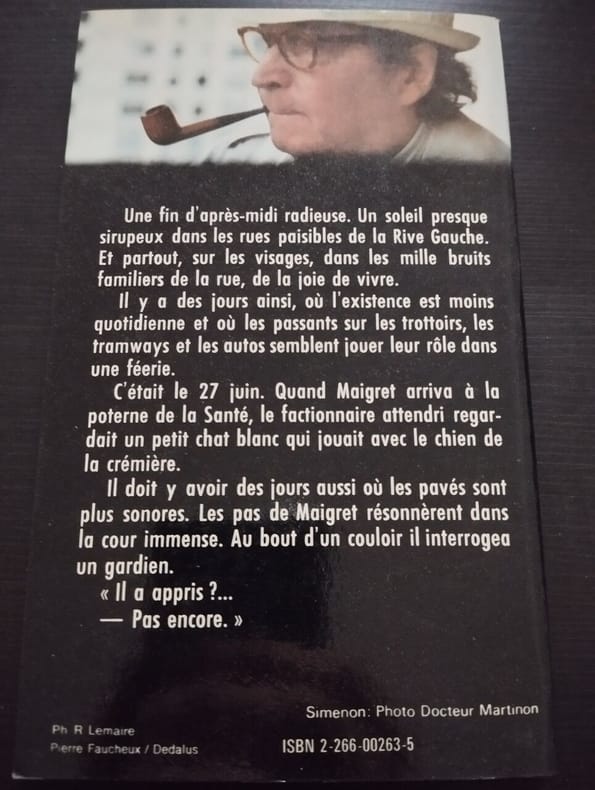 Une fin d'après-midi radieuse. Un soleil presque
sirupeux dans les rues paisibles de la Rive Gauche.
Et partout, sur les visages, dans les mille bruits
familiers de la rue, de la joie de vivre.
Il y a des jours ainsi, où l'existence est moins
quotidienne et où les passants sur les trottoirs, les
tramways et les autos semblent jouer leur rôle dans
une féerie.
C'était le 27 juin. Quand Maigret arriva à la
poterne de la Santé, le factionnaire attendri regar-
dait un petit chat blanc qui jouait avec le chien de
la crémière.
Il doit y avoir des jours aussi où les pavés sont
plus sonores. Les pas de Maigret résonnèrent dans
la cour immense. Au bout d'un couloir il interrogea
un gardien.
« Il a appris ?...
— Pas encore. »
Simenon: Photo Docteur Martinon
Ph R Lemaire
Pierre Faucheux / Dedalus
ISBN 2-266-00263-5